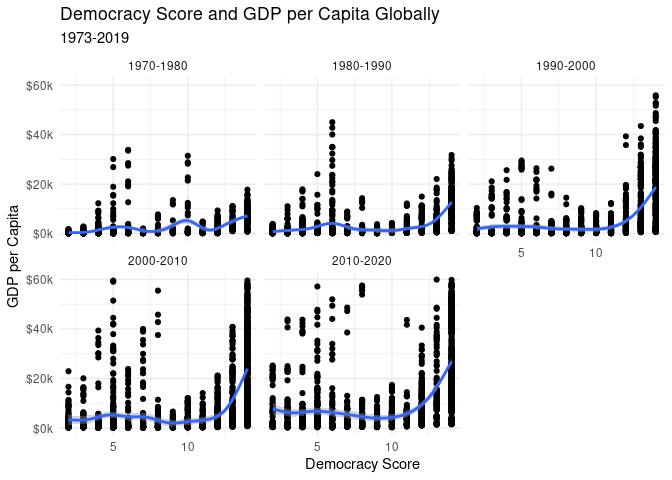 Democracy Score and GDP per Capita Globally
1973-2019
1970-1980
1980-1990
1990-2000
$60k
$40k
$20k
$0k
5
10
GDP per Capita
2000-2010
2010-2020
$60k
$40k
$20k
$0k
5
10
5
10
Democracy Score